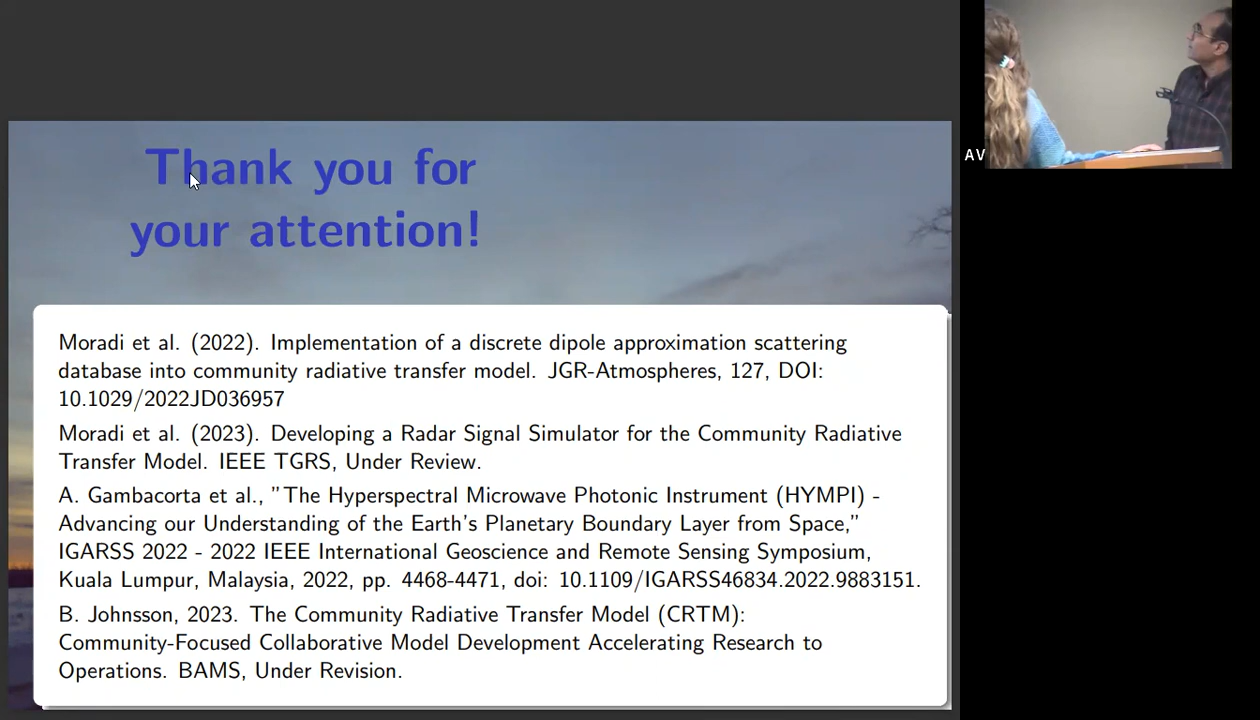 Thank you for
your attention!
AV
Moradi et al. (2022). Implementation of a discrete dipole approximation scattering
database into community radiative transfer model. JGR-Atmospheres, 127, DOI:
10.1029/2022JD036957
Moradi et al. (2023). Developing a Radar Signal Simulator for the Community Radiative
Transfer Model. IEEE TGRS, Under Review.
A. Gambacorta et al., "The Hyperspectral Microwave Photonic Instrument (HYMPI) -
Advancing our Understanding of the Earth's Planetary Boundary Layer from Space,"
IGARSS 2022 - 2022 IEEE International Geoscience and Remote Sensing Symposium,
Kuala Lumpur, Malaysia, 2022, pp. 4468-4471, doi: 10.1109/IGARSS46834.2022.9883151.
B. Johnsson, 2023. The Community Radiative Transfer Model (CRTM):
Community-Focused Collaborative Model Development Accelerating Research to
Operations. BAMS, Under Revision.